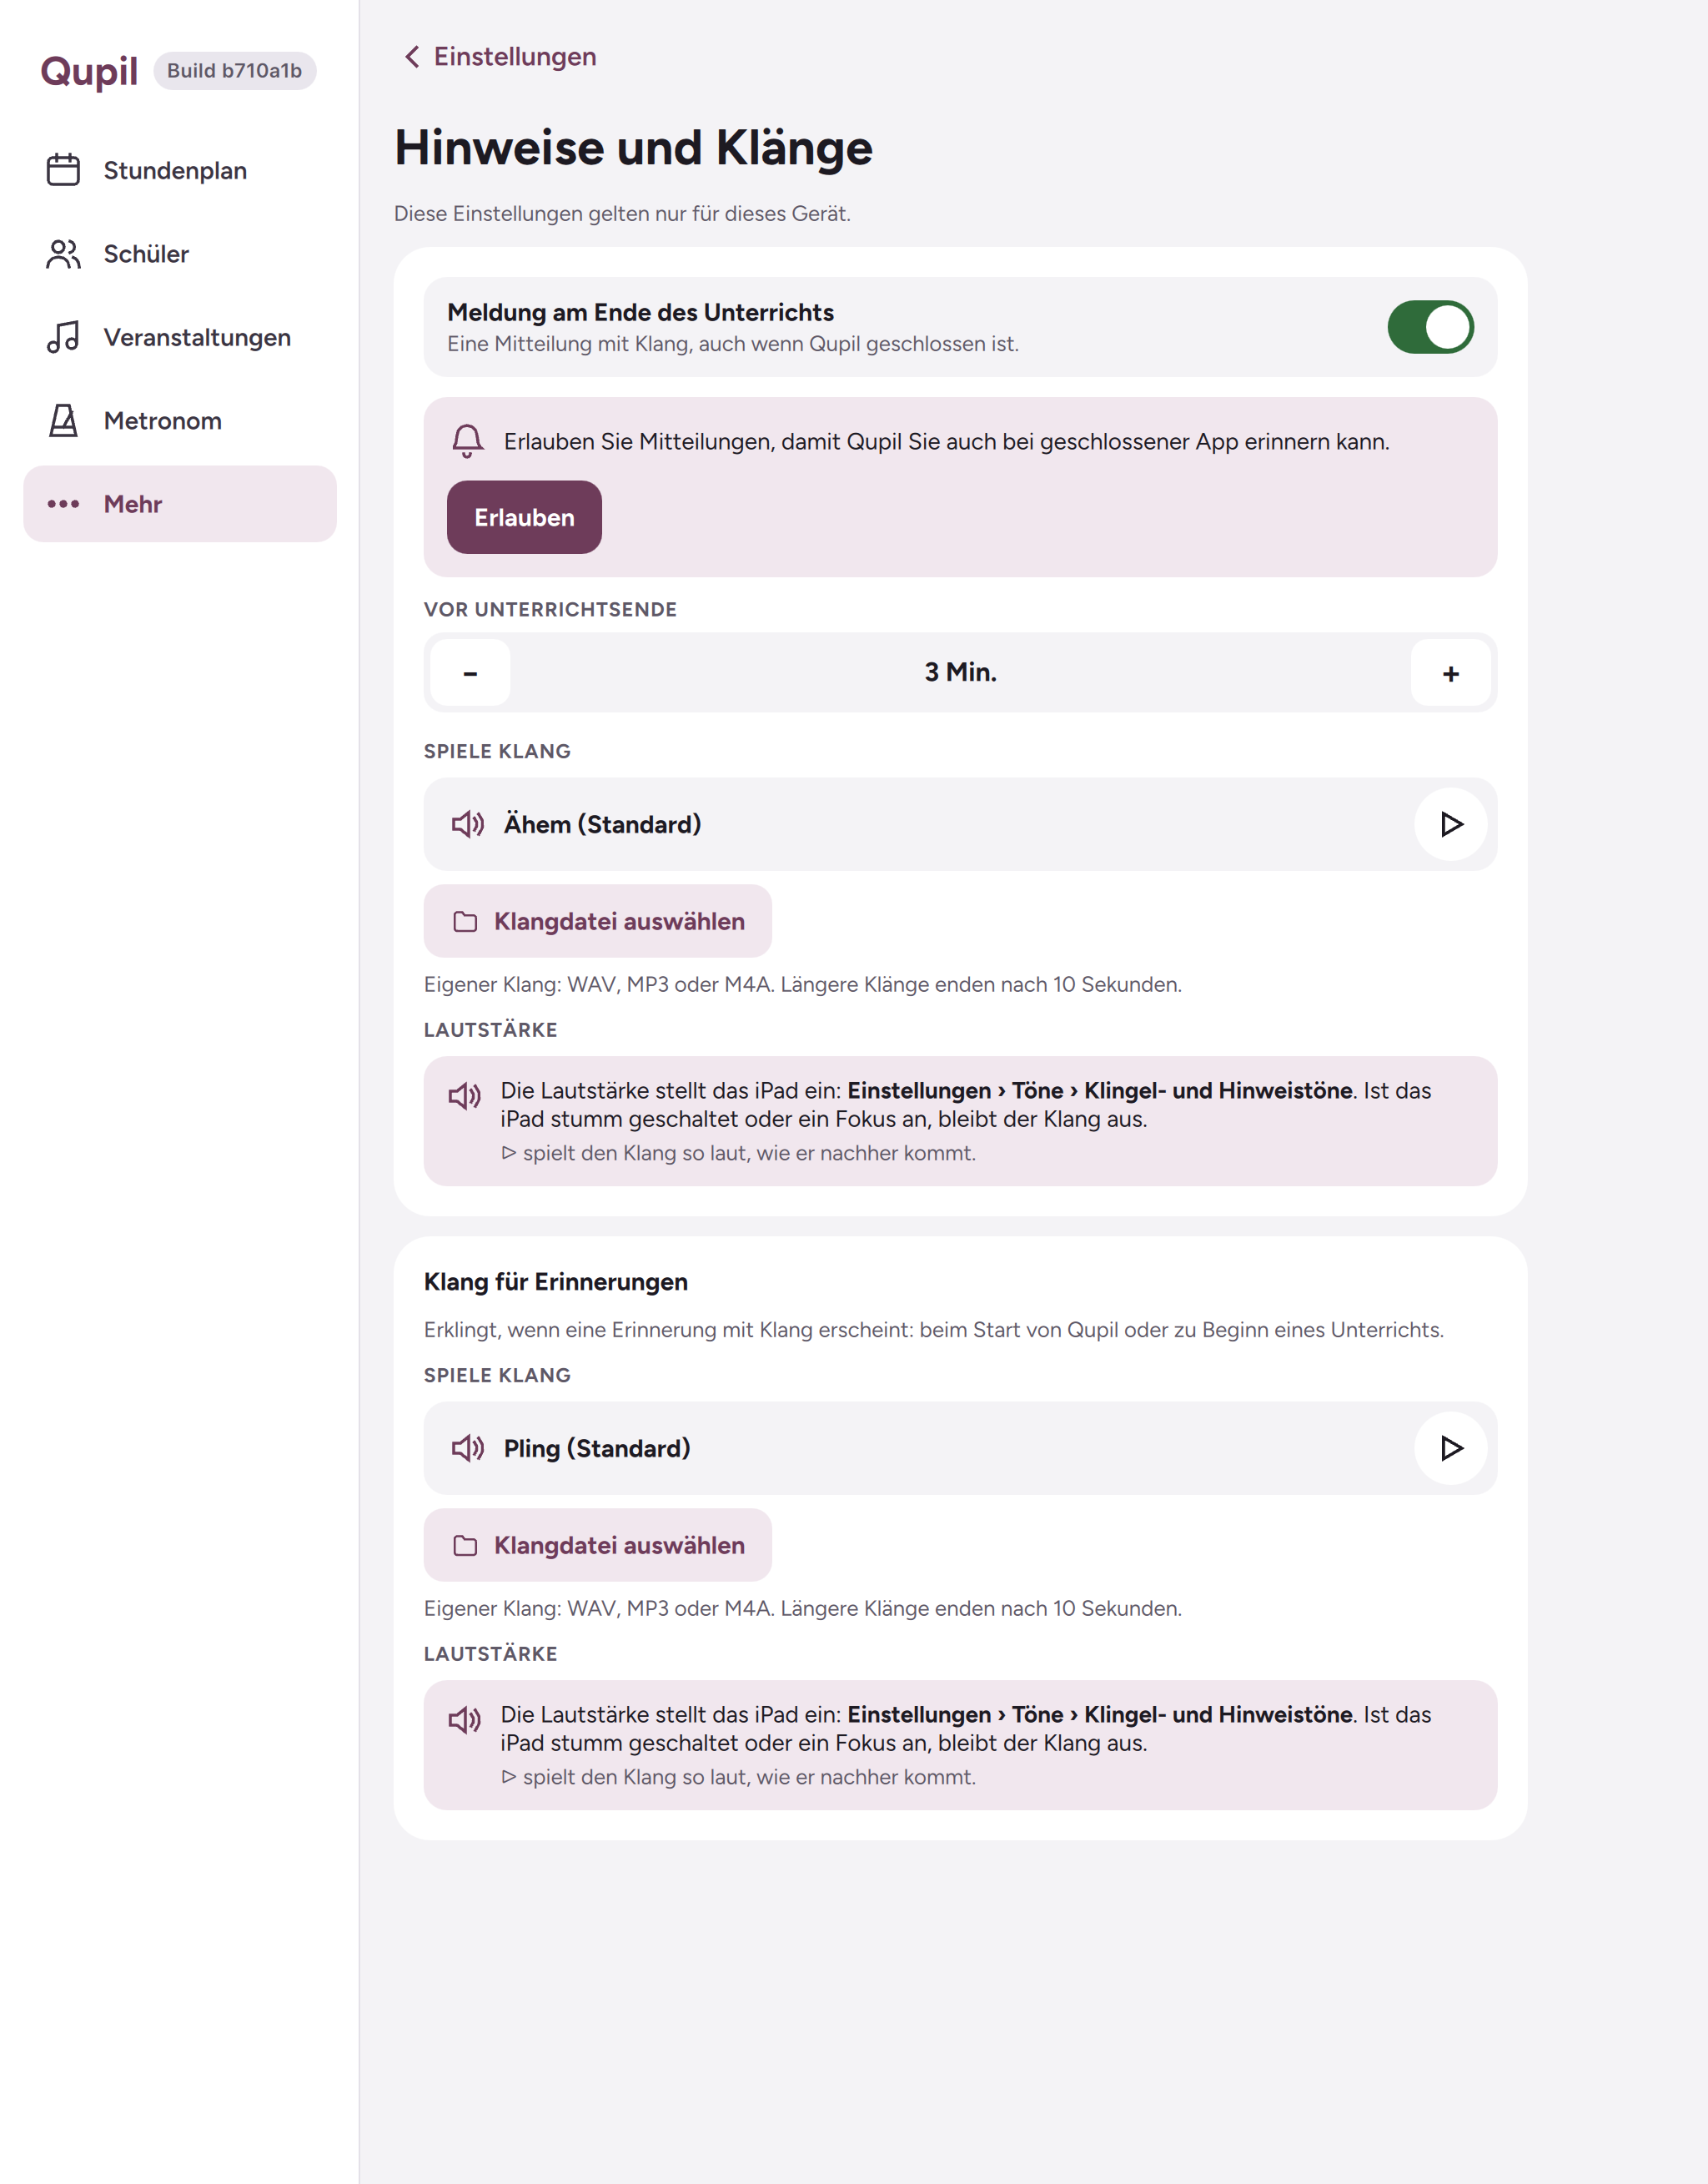 Qupil
Build b710a1b
Stundenplan
Schüler
Veranstaltungen
Metronom
Mehr
Einstellungen
Hinweise und Klänge
Diese Einstellungen gelten nur für dieses Gerät.
Meldung am Ende des Unterrichts
Eine Mitteilung mit Klang, auch wenn Qupil geschlossen ist.
Erlauben Sie Mitteilungen, damit Qupil Sie auch bei geschlossener App erinnern kann.
Erlauben
VOR UNTERRICHTSENDE
− 3 Min. +
SPIELE KLANG
Ähem (Standard)
Klangdatei auswählen
Eigener Klang: WAV, MP3 oder M4A. Längere Klänge enden nach 10 Sekunden.
LAUTSTÄRKE
Die Lautstärke stellt das iPad ein: Einstellungen › Töne › Klingel- und Hinweistöne. Ist das
iPad stumm geschaltet oder ein Fokus an, bleibt der Klang aus.
▷ spielt den Klang so laut, wie er nachher kommt.
Klang für Erinnerungen
Erklingt, wenn eine Erinnerung mit Klang erscheint: beim Start von Qupil oder zu Beginn eines Unterrichts.
SPIELE KLANG
Pling (Standard)
Klangdatei auswählen
Eigener Klang: WAV, MP3 oder M4A. Längere Klänge enden nach 10 Sekunden.
LAUTSTÄRKE
Die Lautstärke stellt das iPad ein: Einstellungen › Töne › Klingel- und Hinweistöne. Ist das
iPad stumm geschaltet oder ein Fokus an, bleibt der Klang aus.
▷ spielt den Klang so laut, wie er nachher kommt.